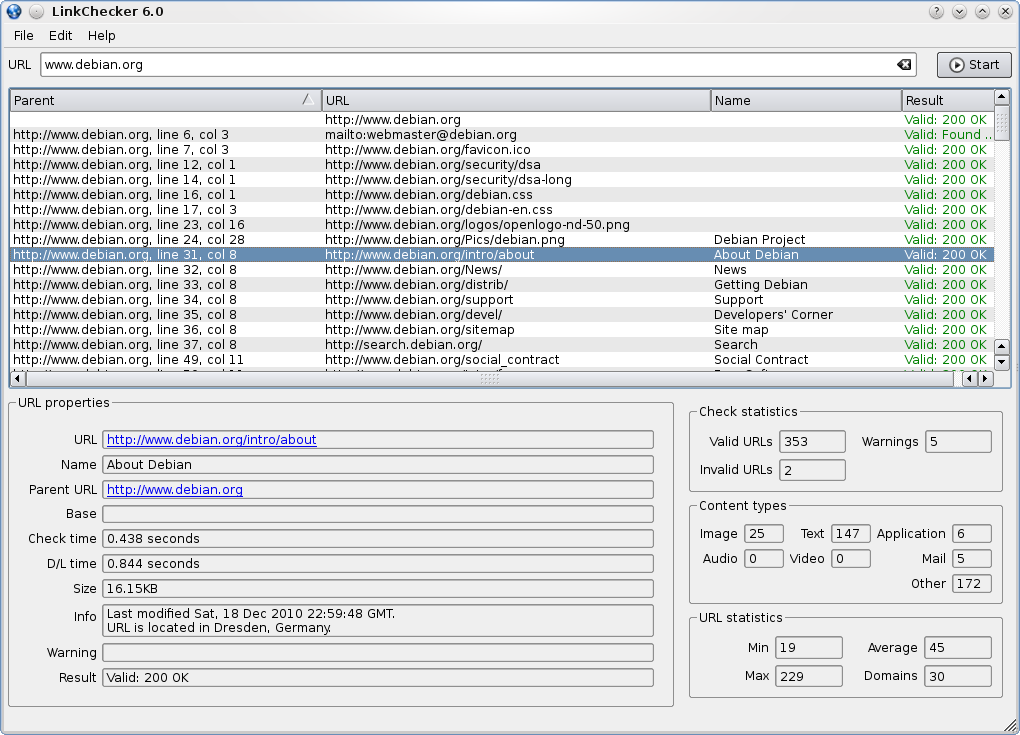 LinkChecker 6.0
File Edit Help
URL www.debian.org Start
Parent URL Name Result
http://www.debian.org Valid: 200 OK
http://www.debian.org, line 6, col 3 mailto:webmaster@debian.org Valid: Found ...
http://www.debian.org, line 7, col 3 http://www.debian.org/favicon.ico Valid: 200 OK
http://www.debian.org, line 12, col 1 http://www.debian.org/security/dsa Valid: 200 OK
http://www.debian.org, line 14, col 1 http://www.debian.org/security/dsa-long Valid: 200 OK
http://www.debian.org, line 16, col 1 http://www.debian.org/debian.css Valid: 200 OK
http://www.debian.org, line 17, col 3 http://www.debian.org/debian-en.css Valid: 200 OK
http://www.debian.org, line 23, col 16 http://www.debian.org/logos/openlogo-nd-50.png Valid: 200 OK
http://www.debian.org, line 24, col 28 http://www.debian.org/Pics/debian.png Debian Project Valid: 200 OK
http://www.debian.org, line 31, col 8 http://www.debian.org/intro/about About Debian Valid: 200 OK
http://www.debian.org, line 32, col 8 http://www.debian.org/News/ News Valid: 200 OK
http://www.debian.org, line 33, col 8 http://www.debian.org/distrib/ Getting Debian Valid: 200 OK
http://www.debian.org, line 34, col 8 http://www.debian.org/support Support Valid: 200 OK
http://www.debian.org, line 35, col 8 http://www.debian.org/devel/ Developers' Corner Valid: 200 OK
http://www.debian.org, line 36, col 8 http://www.debian.org/sitemap Site map Valid: 200 OK
http://www.debian.org, line 37, col 8 http://search.debian.org/ Search Valid: 200 OK
http://www.debian.org, line 49, col 11 http://www.debian.org/social_contract Social Contract Valid: 200 OK
URL properties
URL http://www.debian.org/intro/about
Name About Debian
Parent URL http://www.debian.org
Base
Check time 0.438 seconds
D/L time 0.844 seconds
Size 16.15KB
Info Last modified Sat, 18 Dec 2010 22:59:48 GMT.
URL is located in Dresden, Germany.
Warning
Result Valid: 200 OK
Check statistics
Valid URLs 353 Warnings 5
Invalid URLs 2
Content types
Image 25 Text 147 Application 6
Audio 0 Video 0 Mail 5
Other 172
URL statistics
Min 19 Average 45
Max 229 Domains 30